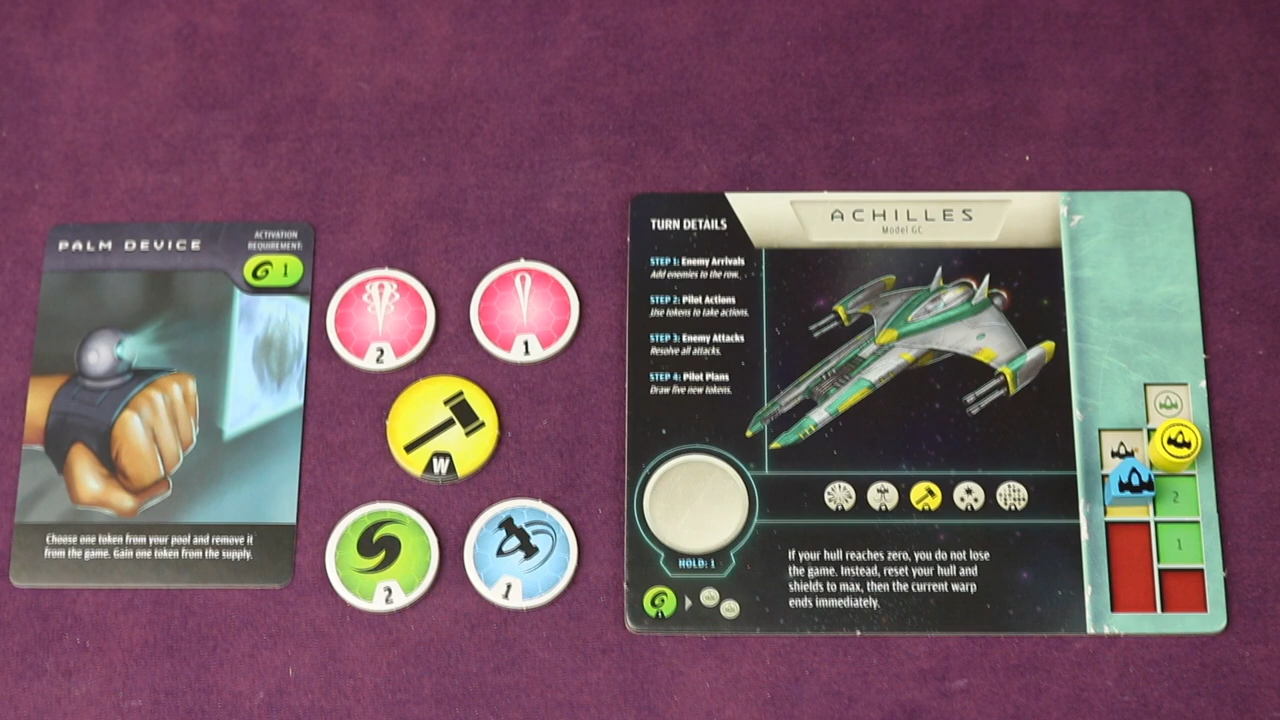 PALM DEVICE
ACTIVATION
REQUIREMENT:
1
Choose one token from your pool and remove it
from the game. Gain one token from the supply.
2
1
W
2
1
TURN DETAILS
STEP 1: Enemy Arrivals
Add enemies to the row.
STEP 2: Pilot Actions
Use tokens to take actions.
STEP 3: Enemy Attacks
Resolve all attacks.
STEP 4: Pilot Plans
Draw five new tokens.
ACHILLES
Model GC
HOLD: 1
If your hull reaches zero, you do not lose
the game. Instead, reset your hull and
shields to max, then the current warp
ends immediately.
2
1